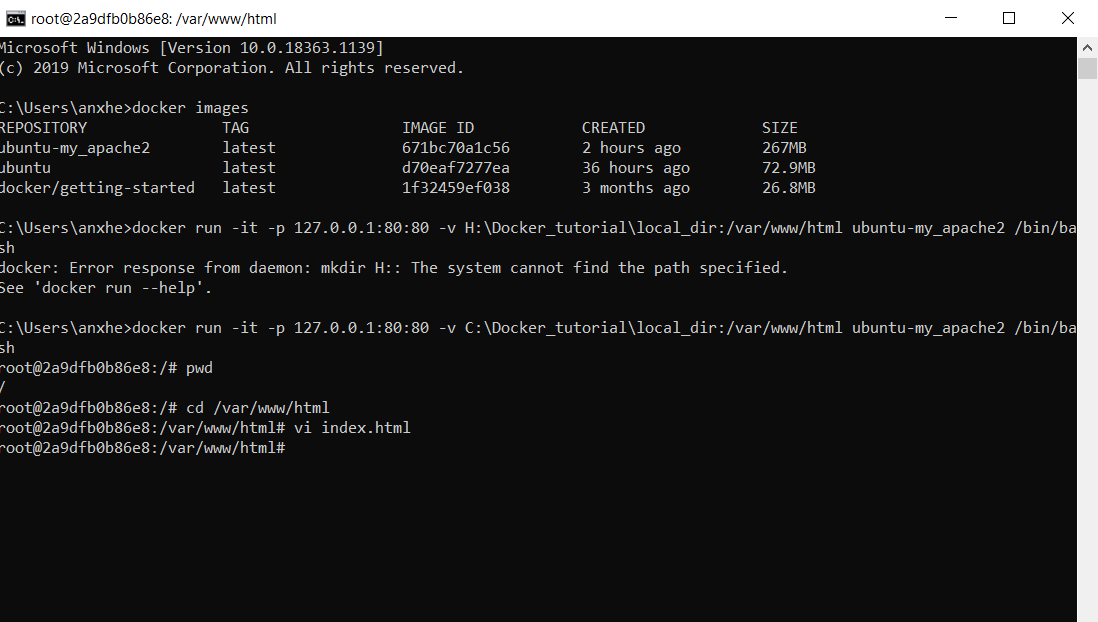 root@2a9dfb0b86e8: /var/www/html
Microsoft Windows [Version 10.0.18363.1139]
(c) 2019 Microsoft Corporation. All rights reserved.
C:\Users\anxhe>docker images
REPOSITORY TAG IMAGE ID CREATED SIZE
ubuntu-my_apache2 latest 671bc70a1c56 2 hours ago 267MB
ubuntu latest d70eaf7277ea 36 hours ago 72.9MB
docker/getting-started latest 1f32459ef038 3 months ago 26.8MB
C:\Users\anxhe>docker run -it -p 127.0.0.1:80:80 -v H:\Docker_tutorial\local_dir:/var/www/html ubuntu-my_apache2 /bin/ba
sh
docker: Error response from daemon: mkdir H:: The system cannot find the path specified.
See 'docker run --help'.
C:\Users\anxhe>docker run -it -p 127.0.0.1:80:80 -v C:\Docker_tutorial\local_dir:/var/www/html ubuntu-my_apache2 /bin/ba
sh
root@2a9dfb0b86e8:/# pwd
/
root@2a9dfb0b86e8:/# cd /var/www/html
root@2a9dfb0b86e8:/var/www/html# vi index.html
root@2a9dfb0b86e8:/var/www/html#